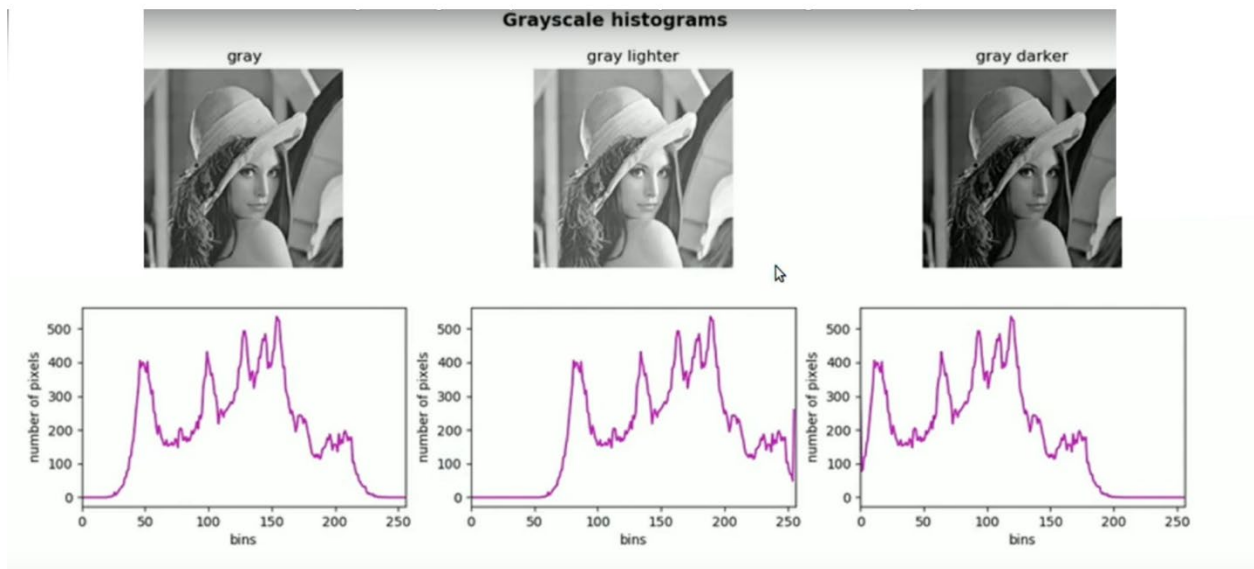 Grayscale histograms
gray
gray lighter
gray darker
number of pixels
500
400
300
200
100
0
0 50 100 150 200 250
bins
number of pixels
500
400
300
200
100
0
0 50 100 150 200 250
bins
number of pixels
500
400
300
200
100
0
0 50 100 150 200 250
bins